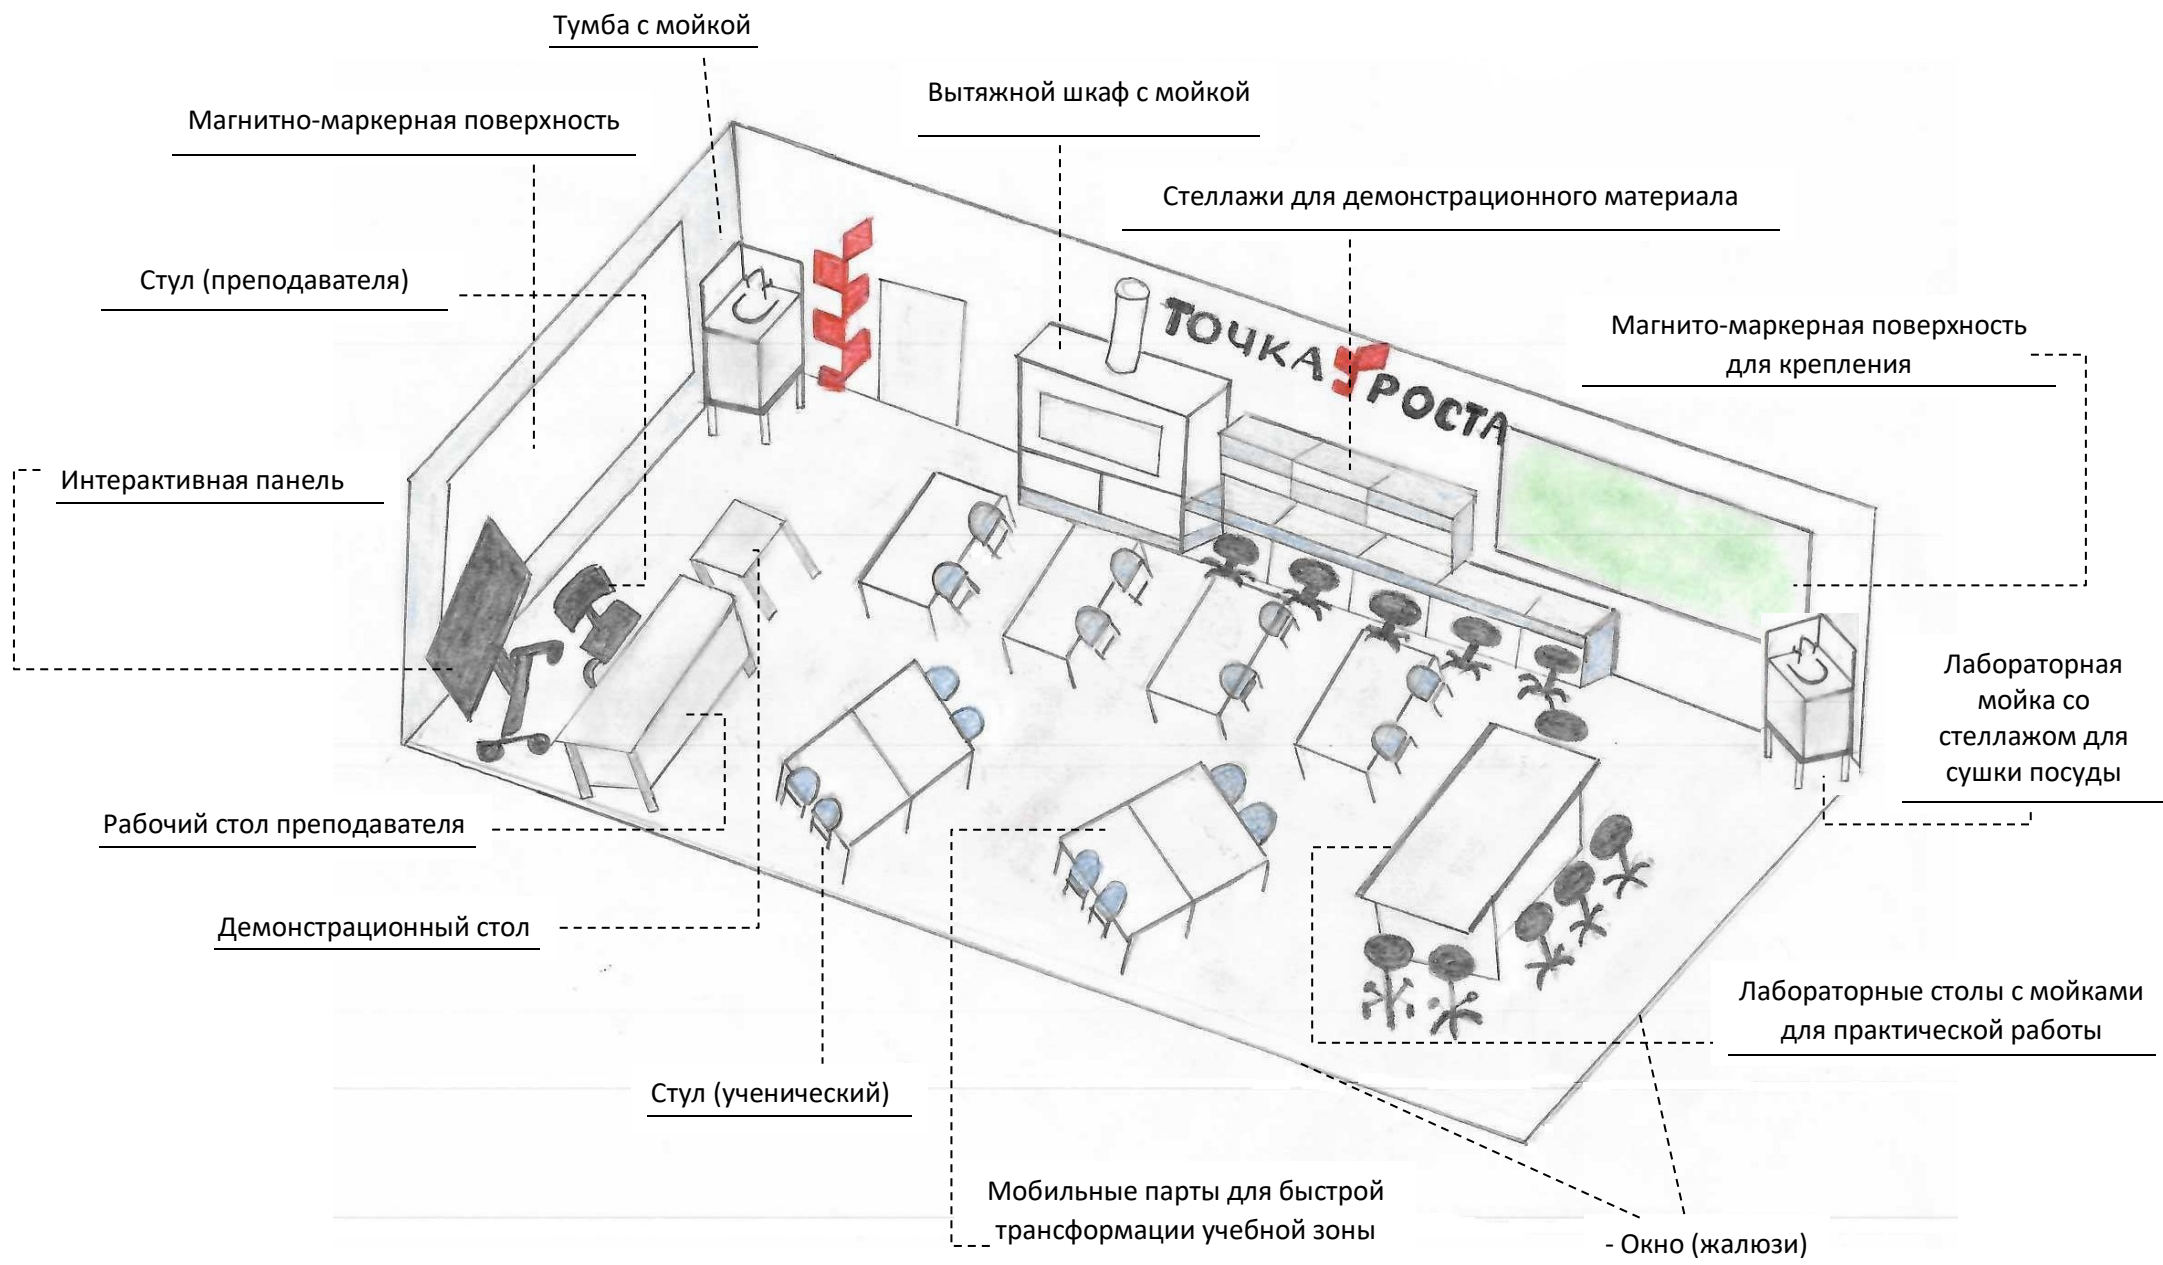 Тумба с мойкой
Вытяжной шкаф с мойкой
Магнитно-маркерная поверхность
Стеллажи для демонстрационного материала
Стул (преподавателя)
Магнито-маркерная поверхность
для крепления
ТОЧКА РОСТА
Интерактивная панель
Лабораторная
мойка со
стеллажом для
сушки посуды
Рабочий стол преподавателя
Демонстрационный стол
Лабораторные столы с мойками
для практической работы
Стул (ученический)
Мобильные парты для быстрой
трансформации учебной зоны
- Окно (жалюзи)